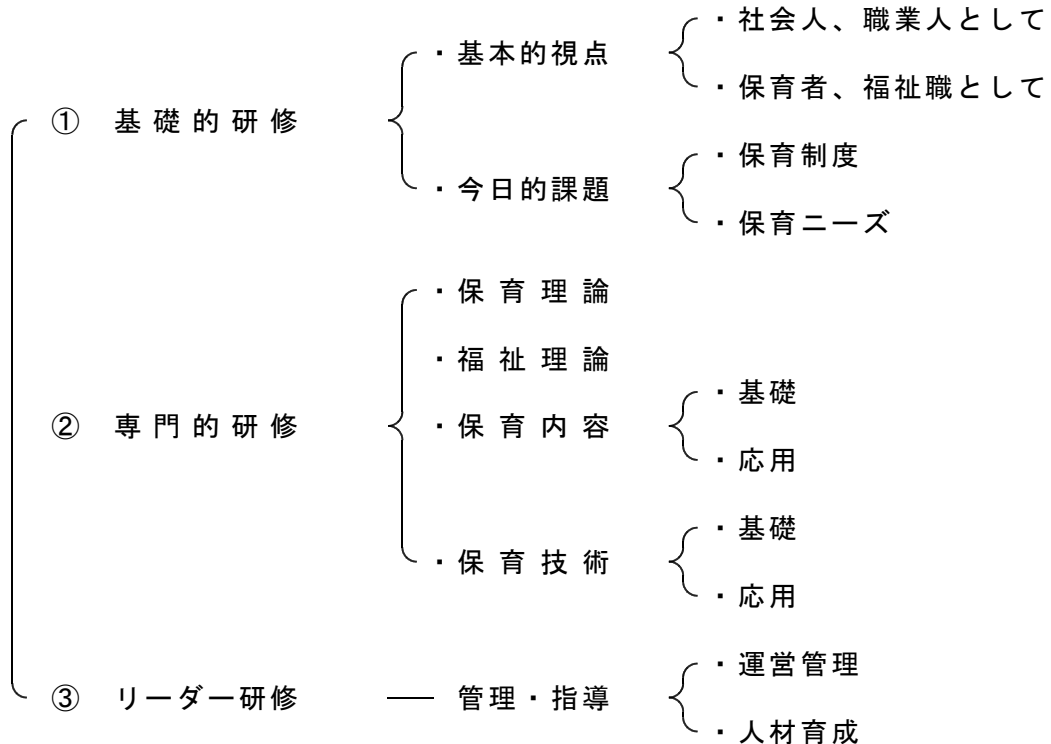 ・社会人、職業人として
・基本的視点
・保育者、福祉職として
① 基礎的研修
・保育制度
・今日的課題
・保育ニーズ
・保育理論
・福祉理論
・基礎
② 専門的研修 ・保育内容
・応用
・基礎
・保育技術
・応用
・運営管理
③ リーダー研修 ── 管理・指導
・人材育成